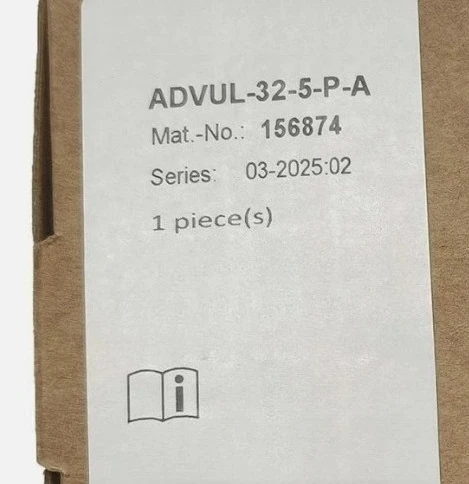 ADVUL-32-5-P-A
Mat.-No.: 156874
Series: 03-2025:02
1 piece(s)
i